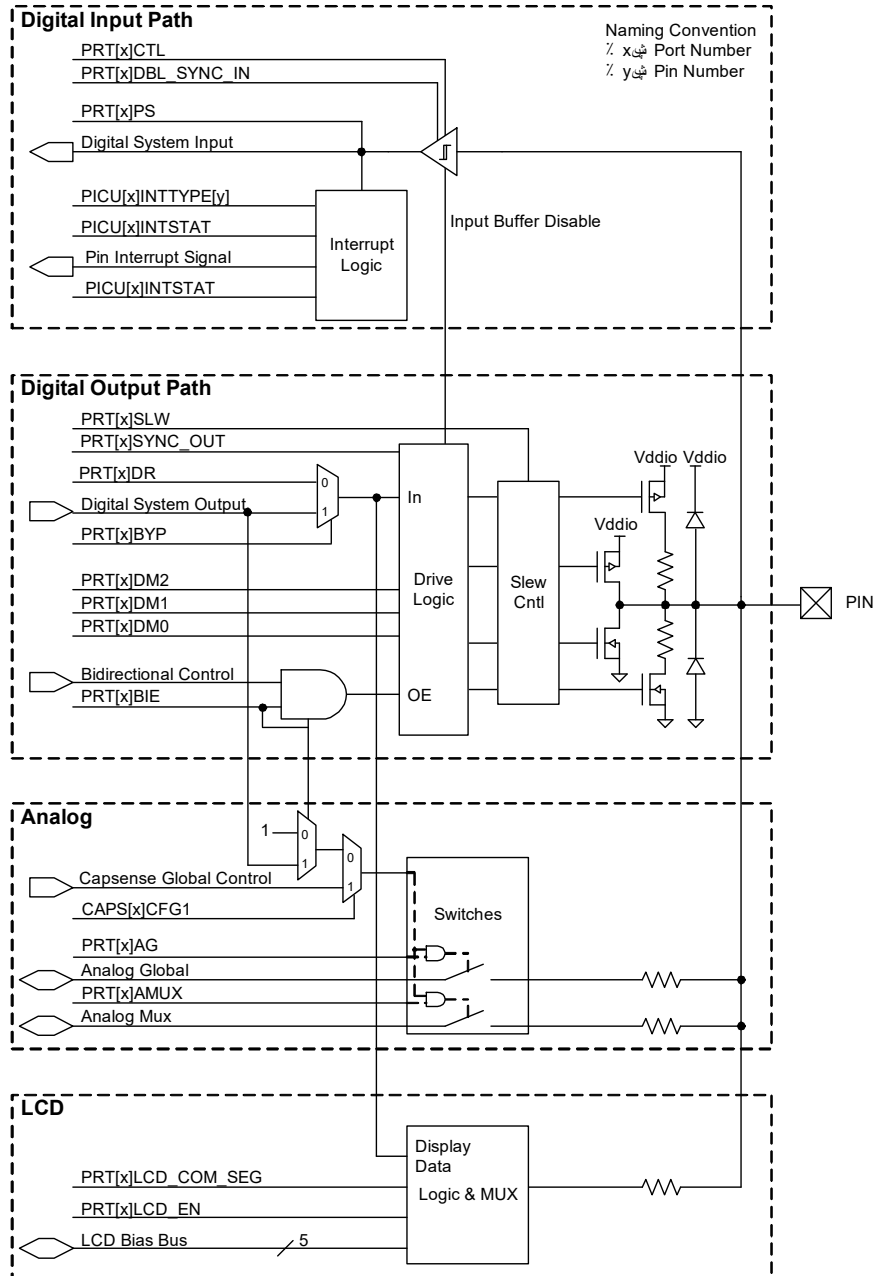 Digital Input Path
Naming Convention
x Port Number
y Pin Number
PRT[x]CTL
PRT[x]DBL_SYNC_IN
PRT[x]PS
Digital System Input
PICU[x]INTTYPE[y]
PICU[x]INTSTAT
Pin Interrupt Signal
PICU[x]INTSTAT
Interrupt
Logic
Input Buffer Disable
Digital Output Path
PRT[x]SLW
PRT[x]SYNC_OUT
PRT[x]DR
Digital System Output
PRT[x]BYP
0
1
PRT[x]DM2
PRT[x]DM1
PRT[x]DM0
Bidirectional Control
PRT[x]BIE
In
Drive
Logic
OE
Slew
Cntl
Vddio Vddio
Vddio
PIN
Analog
1
0
1
0
1
Capsense Global Control
CAPS[x]CFG1
Switches
PRT[x]AG
Analog Global
PRT[x]AMUX
Analog Mux
LCD
Display
Data
Logic & MUX
PRT[x]LCD_COM_SEG
PRT[x]LCD_EN
LCD Bias Bus
5